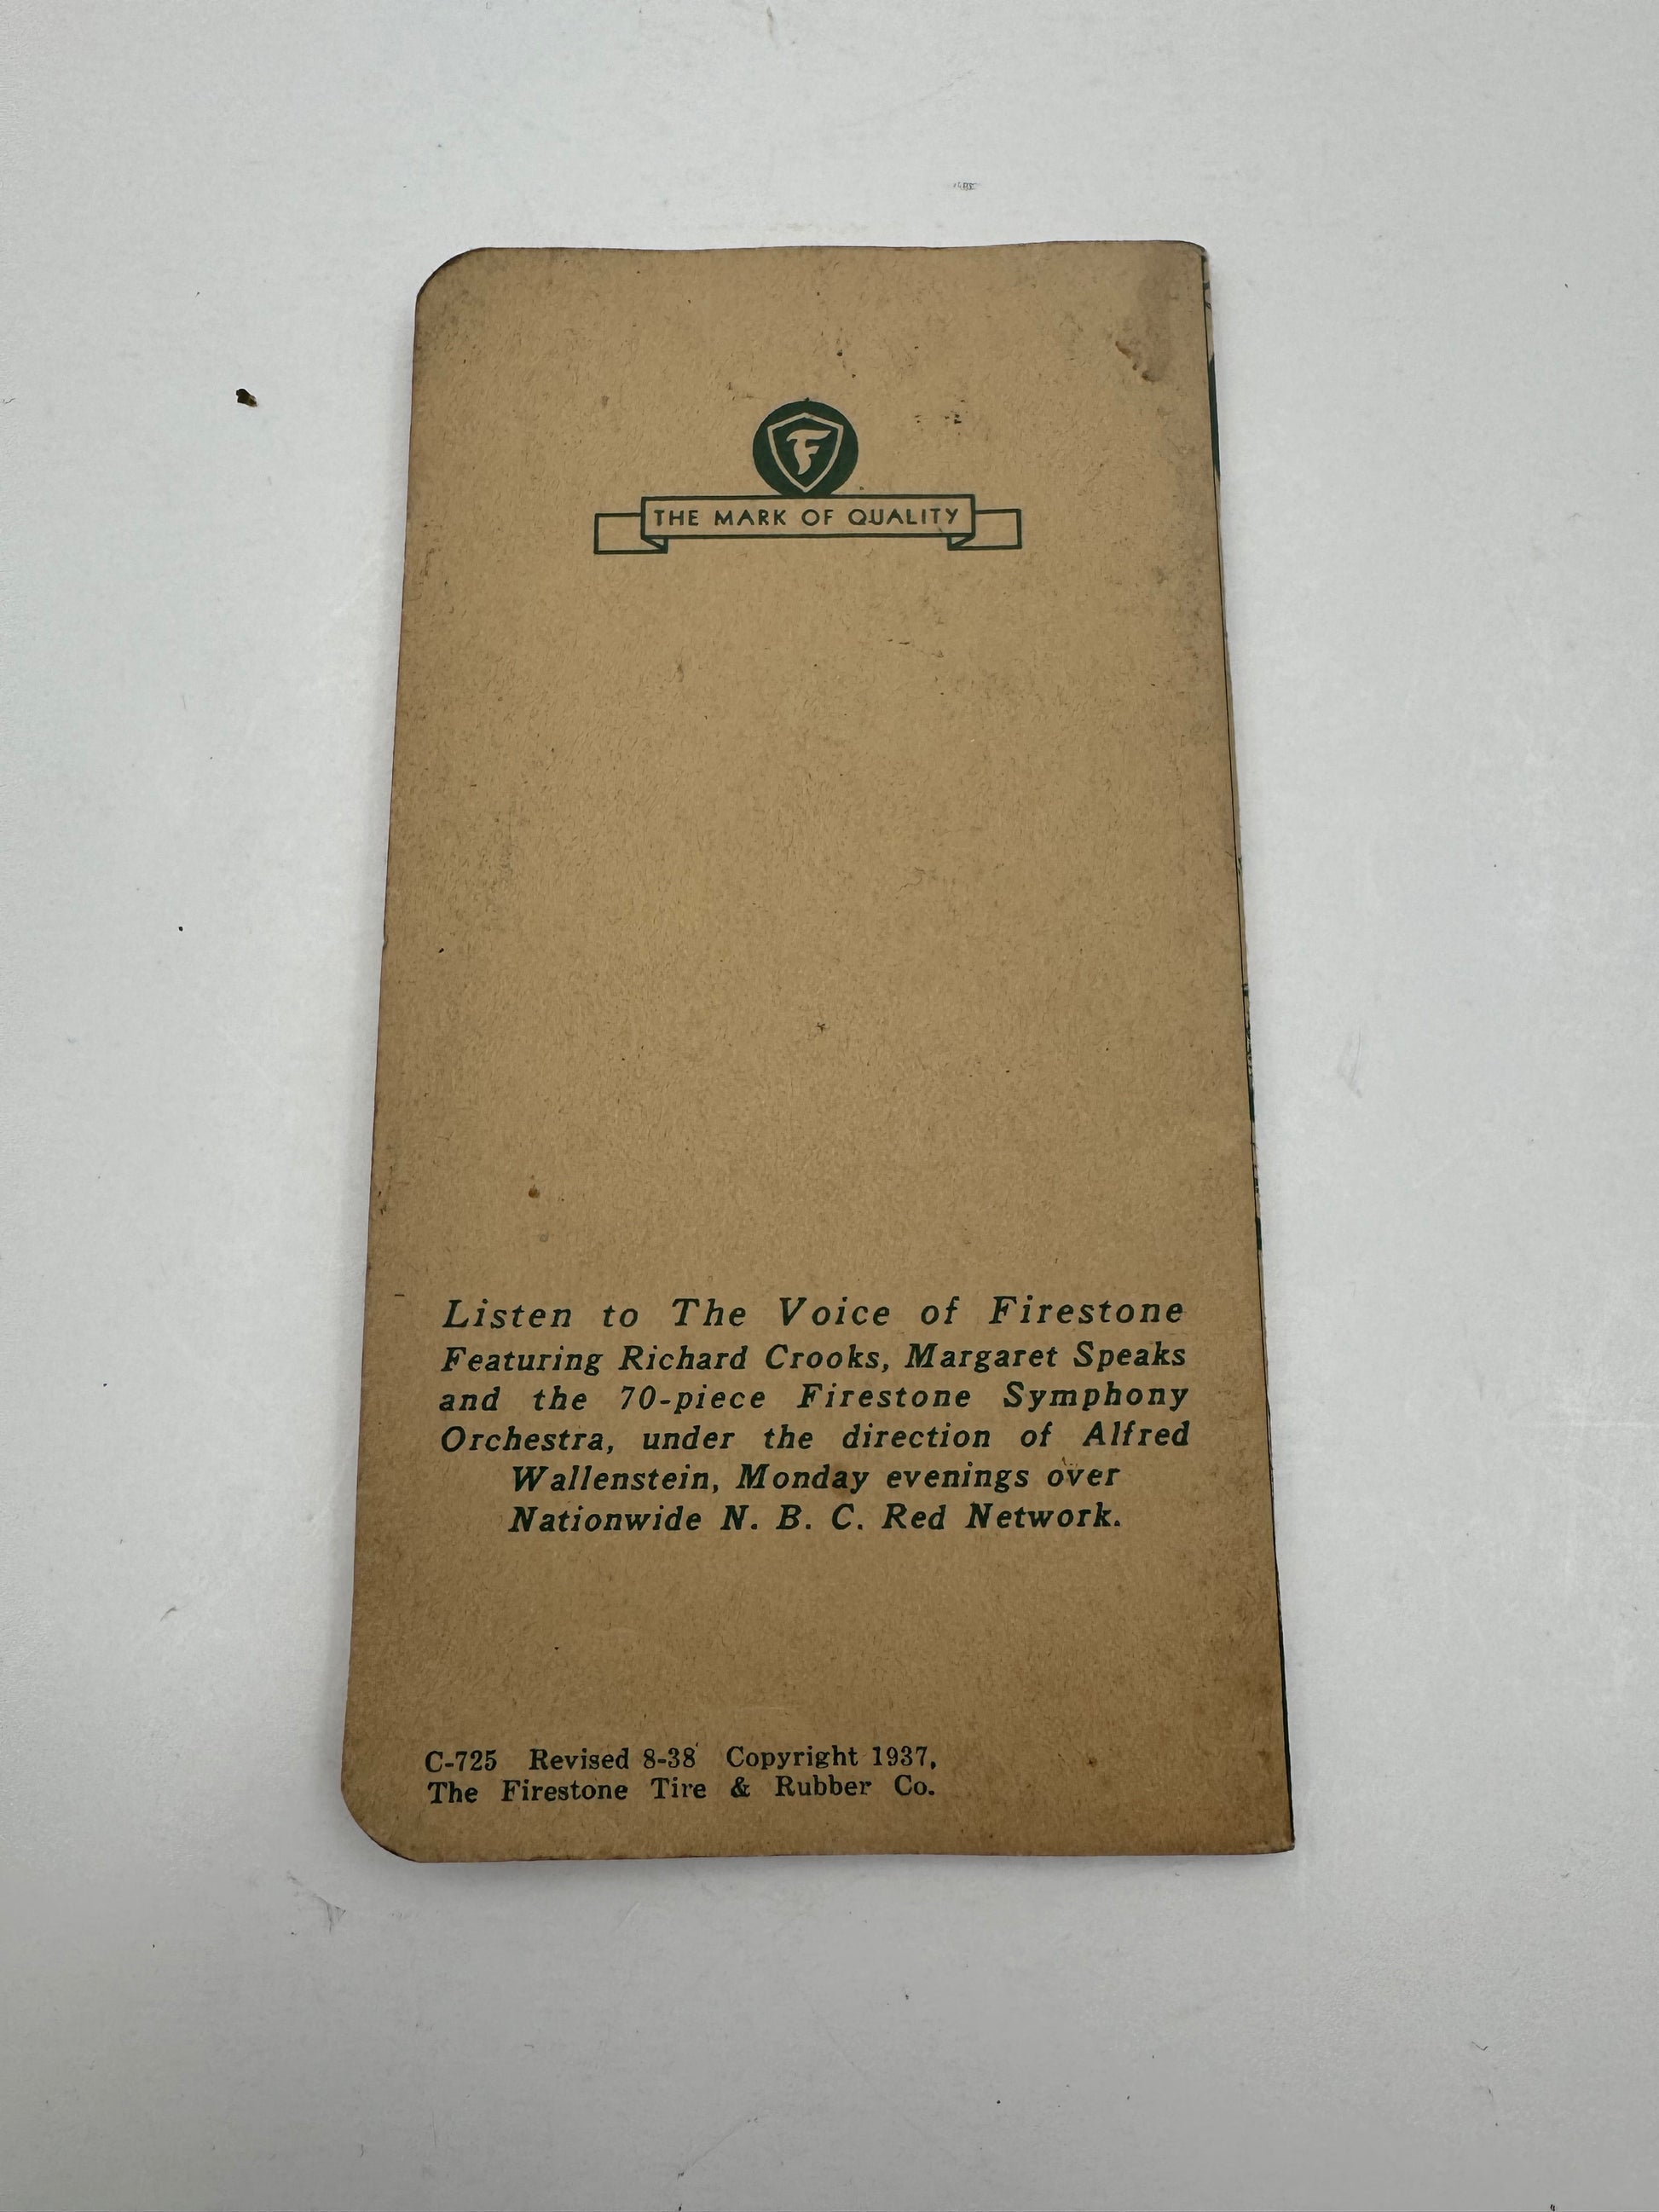 F
THE MARK OF QUALITY
Listen to The Voice of Firestone
Featuring Richard Crooks, Margaret Speaks
and the 70-piece Firestone Symphony
Orchestra, under the direction of Alfred
Wallenstein, Monday evenings over
Nationwide N. B. C. Red Network.
C-725 Revised 8-38 Copyright 1937,
The Firestone Tire & Rubber Co.